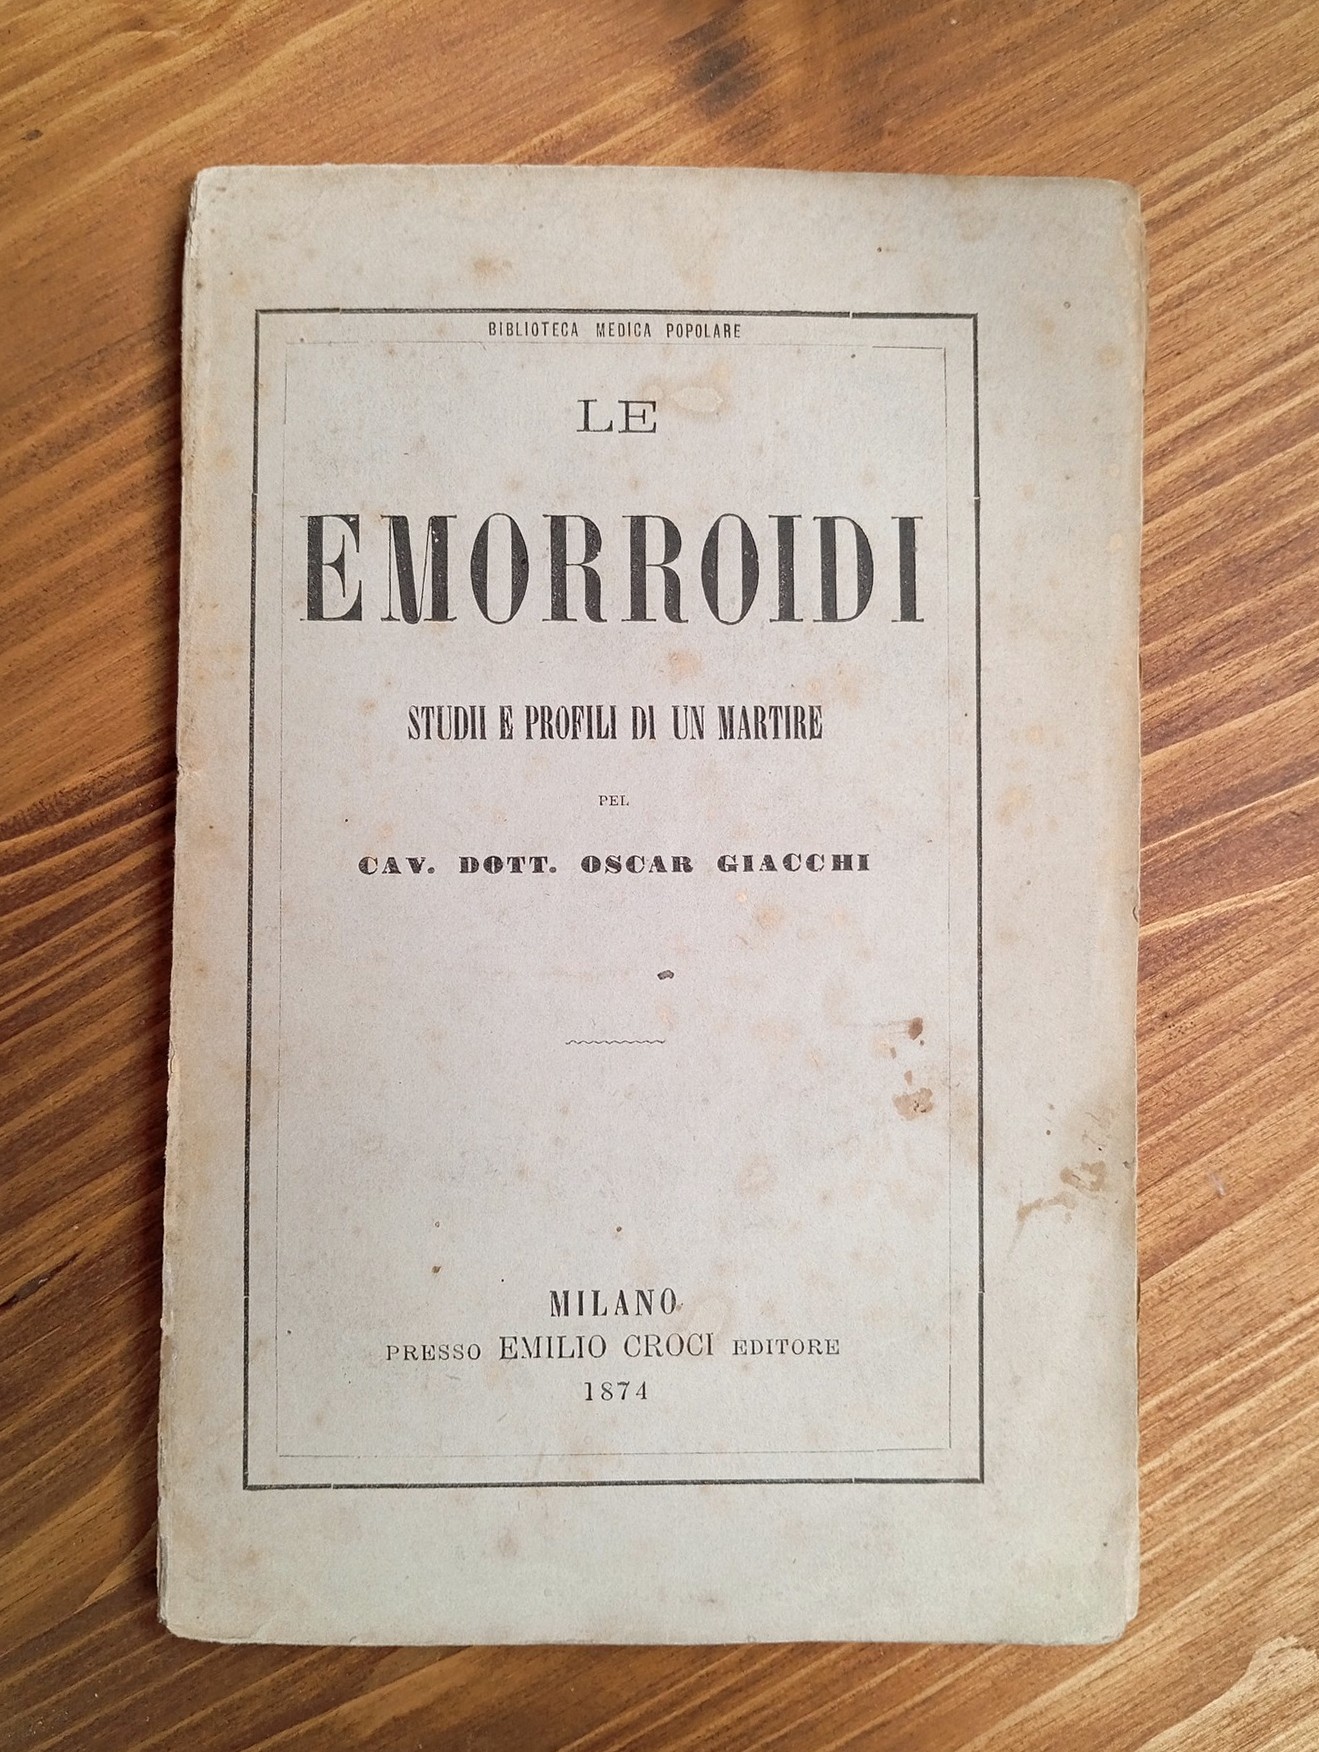 BIBLIOTECA MEDICA POPOLARE
LE
EMORROIDI
STUDII E PROFILI DI UN MARTIRE
PEL
CAV. DOTT. OSCAR GIACCHI
MILANO
PRESSO EMILIO CROCI EDITORE
1874